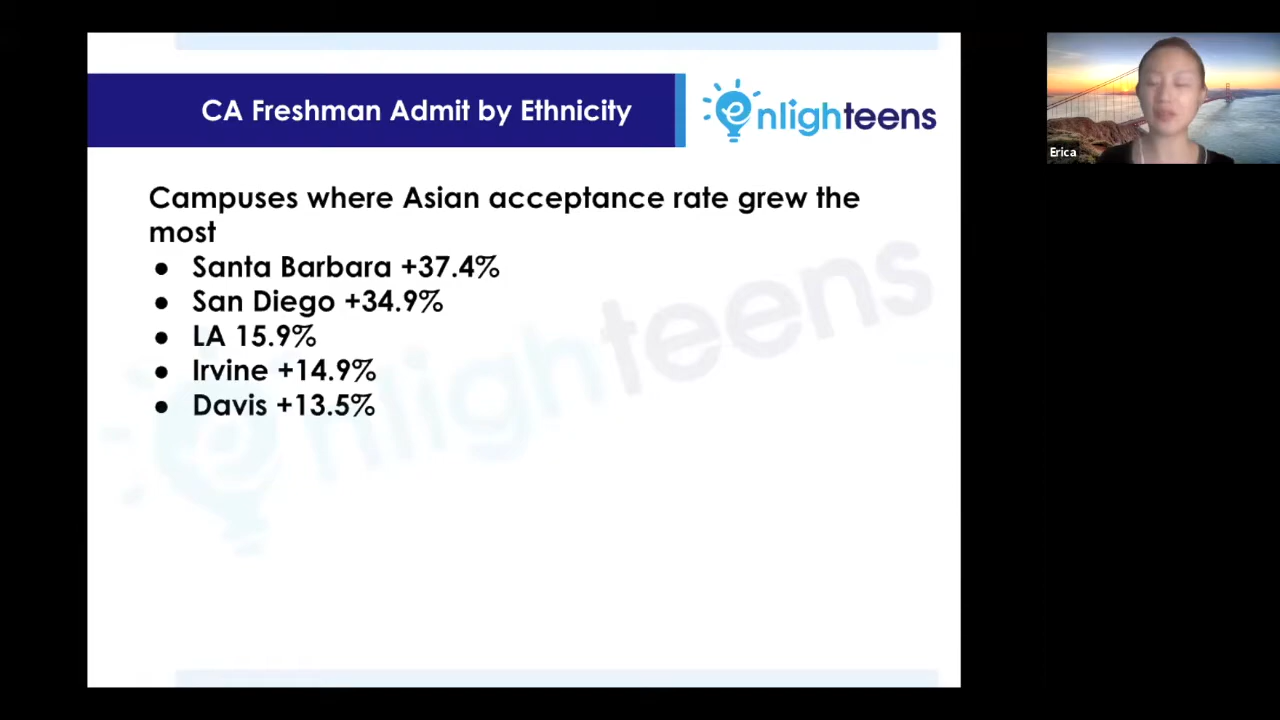 CA Freshman Admit by Ethnicity
enlighteens
Campuses where Asian acceptance rate grew the
most
● Santa Barbara +37.4%
● San Diego +34.9%
● LA 15.9%
● Irvine +14.9%
● Davis +13.5%
enlighteens
Erica